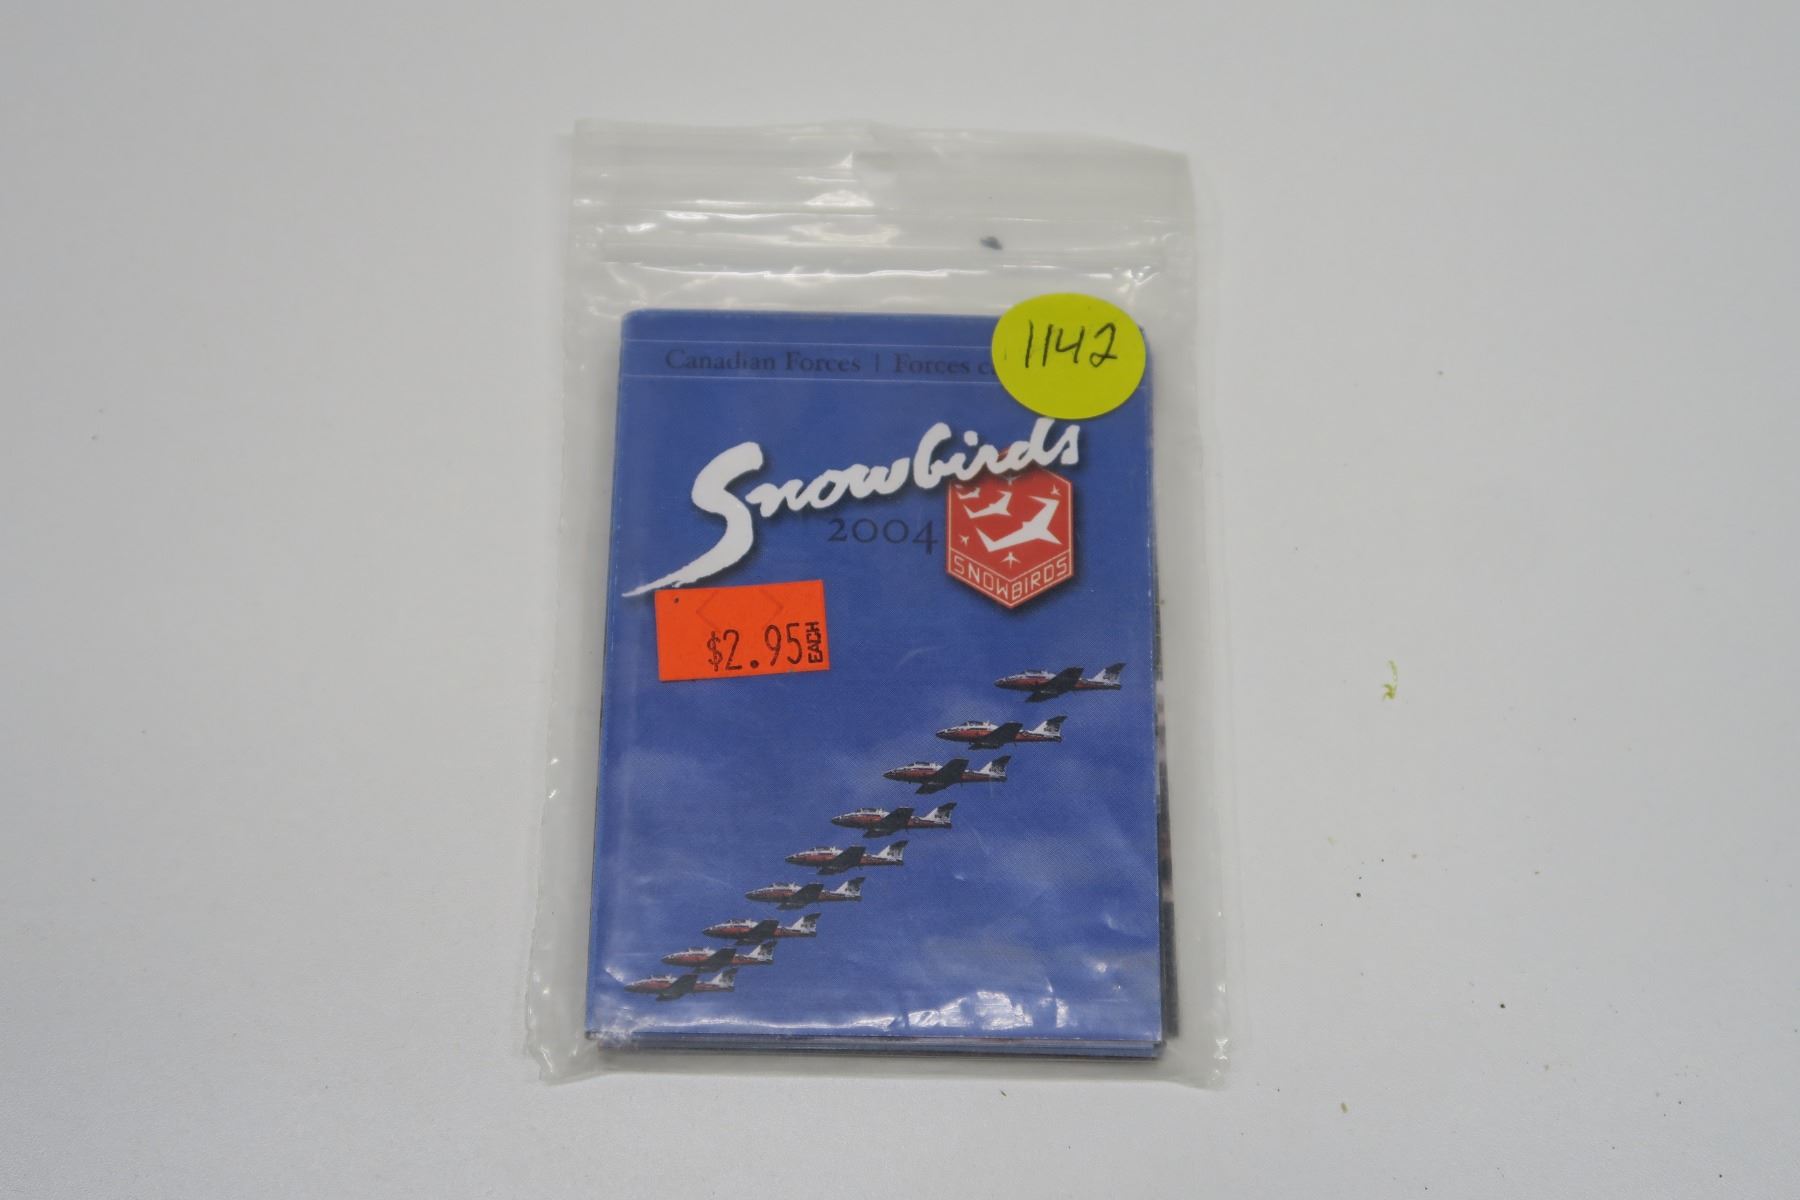 1142
Canadian Forces | Forces
Snowbirds
2004
SNOWBIRDS
$2.95 EACH